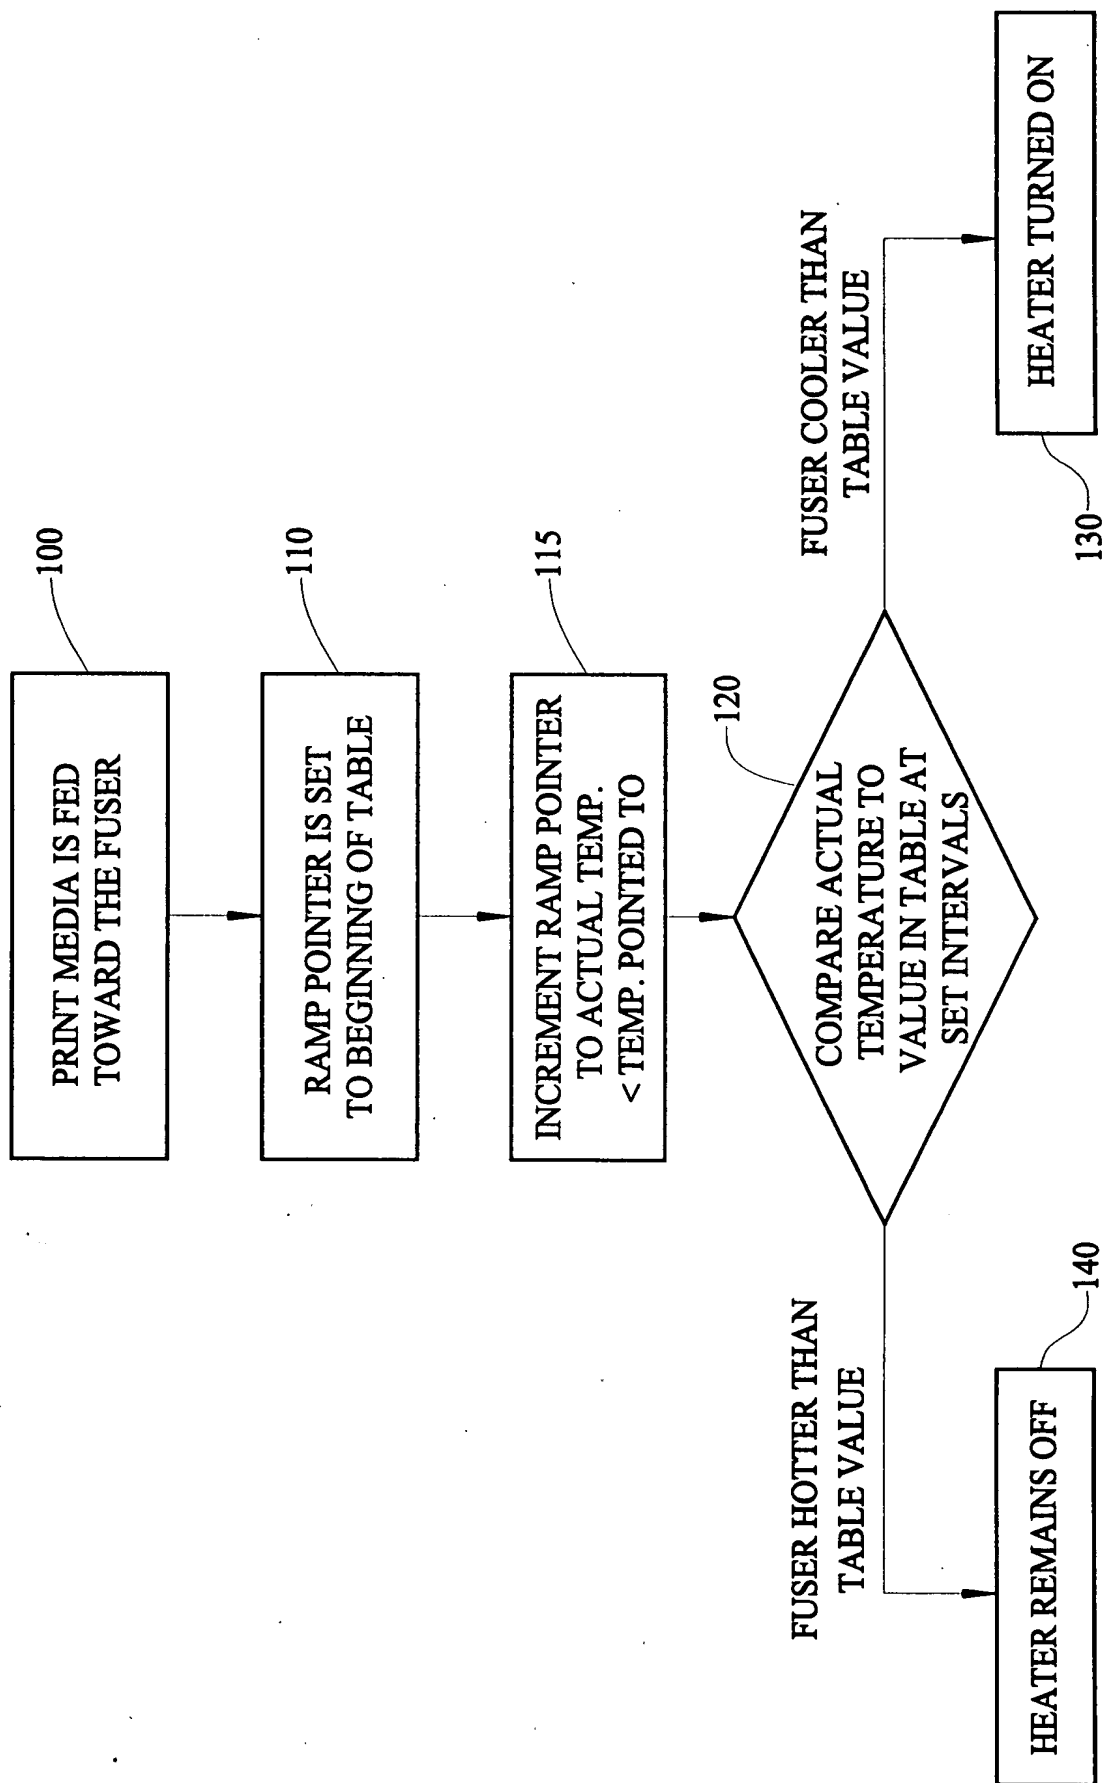 PRINT MEDIA IS FED
TOWARD THE FUSER
100
RAMP POINTER IS SET
TO BEGINNING OF TABLE
110
INCREMENT RAMP POINTER
TO ACTUAL TEMP.
< TEMP. POINTED TO
115
120
COMPARE ACTUAL
TEMPERATURE TO
VALUE IN TABLE AT
SET INTERVALS
FUSER HOTTER THAN
TABLE VALUE
FUSER COOLER THAN
TABLE VALUE
HEATER REMAINS OFF
140
HEATER TURNED ON
130